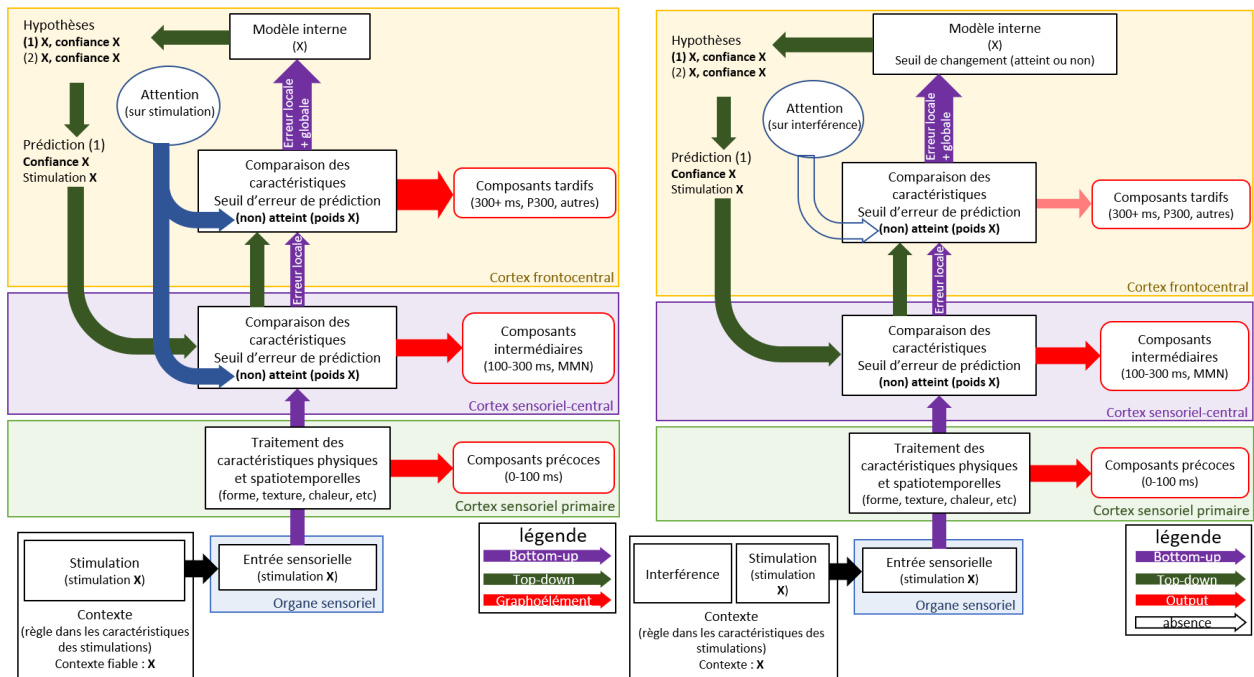 Hypothèses
(1) X, confiance X
(2) X, confiance X
Modèle interne
(X)
Attention
(sur stimulation)
Erreur locale
+ globale
Prédiction (1)
Confiance X
Stimulation X
Comparaison des
caractéristiques
Seuil d'erreur de prédiction
(non) atteint (poids X)
Composants tardifs
(300+ ms, P300, autres)
Erreur locale
Cortex frontocentral
Comparaison des
caractéristiques
Seuil d'erreur de prédiction
(non) atteint (poids X)
Composants
intermédiaires
(100-300 ms, MMN)
Cortex sensoriel-central
Traitement des
caractéristiques physiques
et spatiotemporelles
(forme, texture, chaleur, etc)
Composants précoces
(0-100 ms)
Cortex sensoriel primaire
Stimulation
(stimulation X)
Entrée sensorielle
(stimulation X)
Organe sensoriel
Contexte
(règle dans les caractéristiques
des stimulations)
Contexte fiable : X
légende
Bottom-up
Top-down
Graphoélément
Hypothèses
(1) X, confiance X
(2) X, confiance X
Modèle interne
(X)
Seuil de changement (atteint ou non)
Attention
(sur interférence)
Erreur locale
+ globale
Prédiction (1)
Confiance X
Stimulation X
Comparaison des
caractéristiques
Seuil d'erreur de prédiction
(non) atteint (poids X)
Composants tardifs
(300+ ms, P300, autres)
Erreur locale
Cortex frontocentral
Comparaison des
caractéristiques
Seuil d'erreur de prédiction
(non) atteint (poids X)
Composants
intermédiaires
(100-300 ms, MMN)
Cortex sensoriel-central
Traitement des
caractéristiques physiques
et spatiotemporelles
(forme, texture, chaleur, etc)
Composants précoces
(0-100 ms)
Cortex sensoriel primaire
Interférence
Stimulation
(stimulation
X)
Entrée sensorielle
(stimulation X)
Organe sensoriel
Contexte
(règle dans les caractéristiques des
stimulations)
Contexte : X
légende
Bottom-up
Top-down
Output
absence